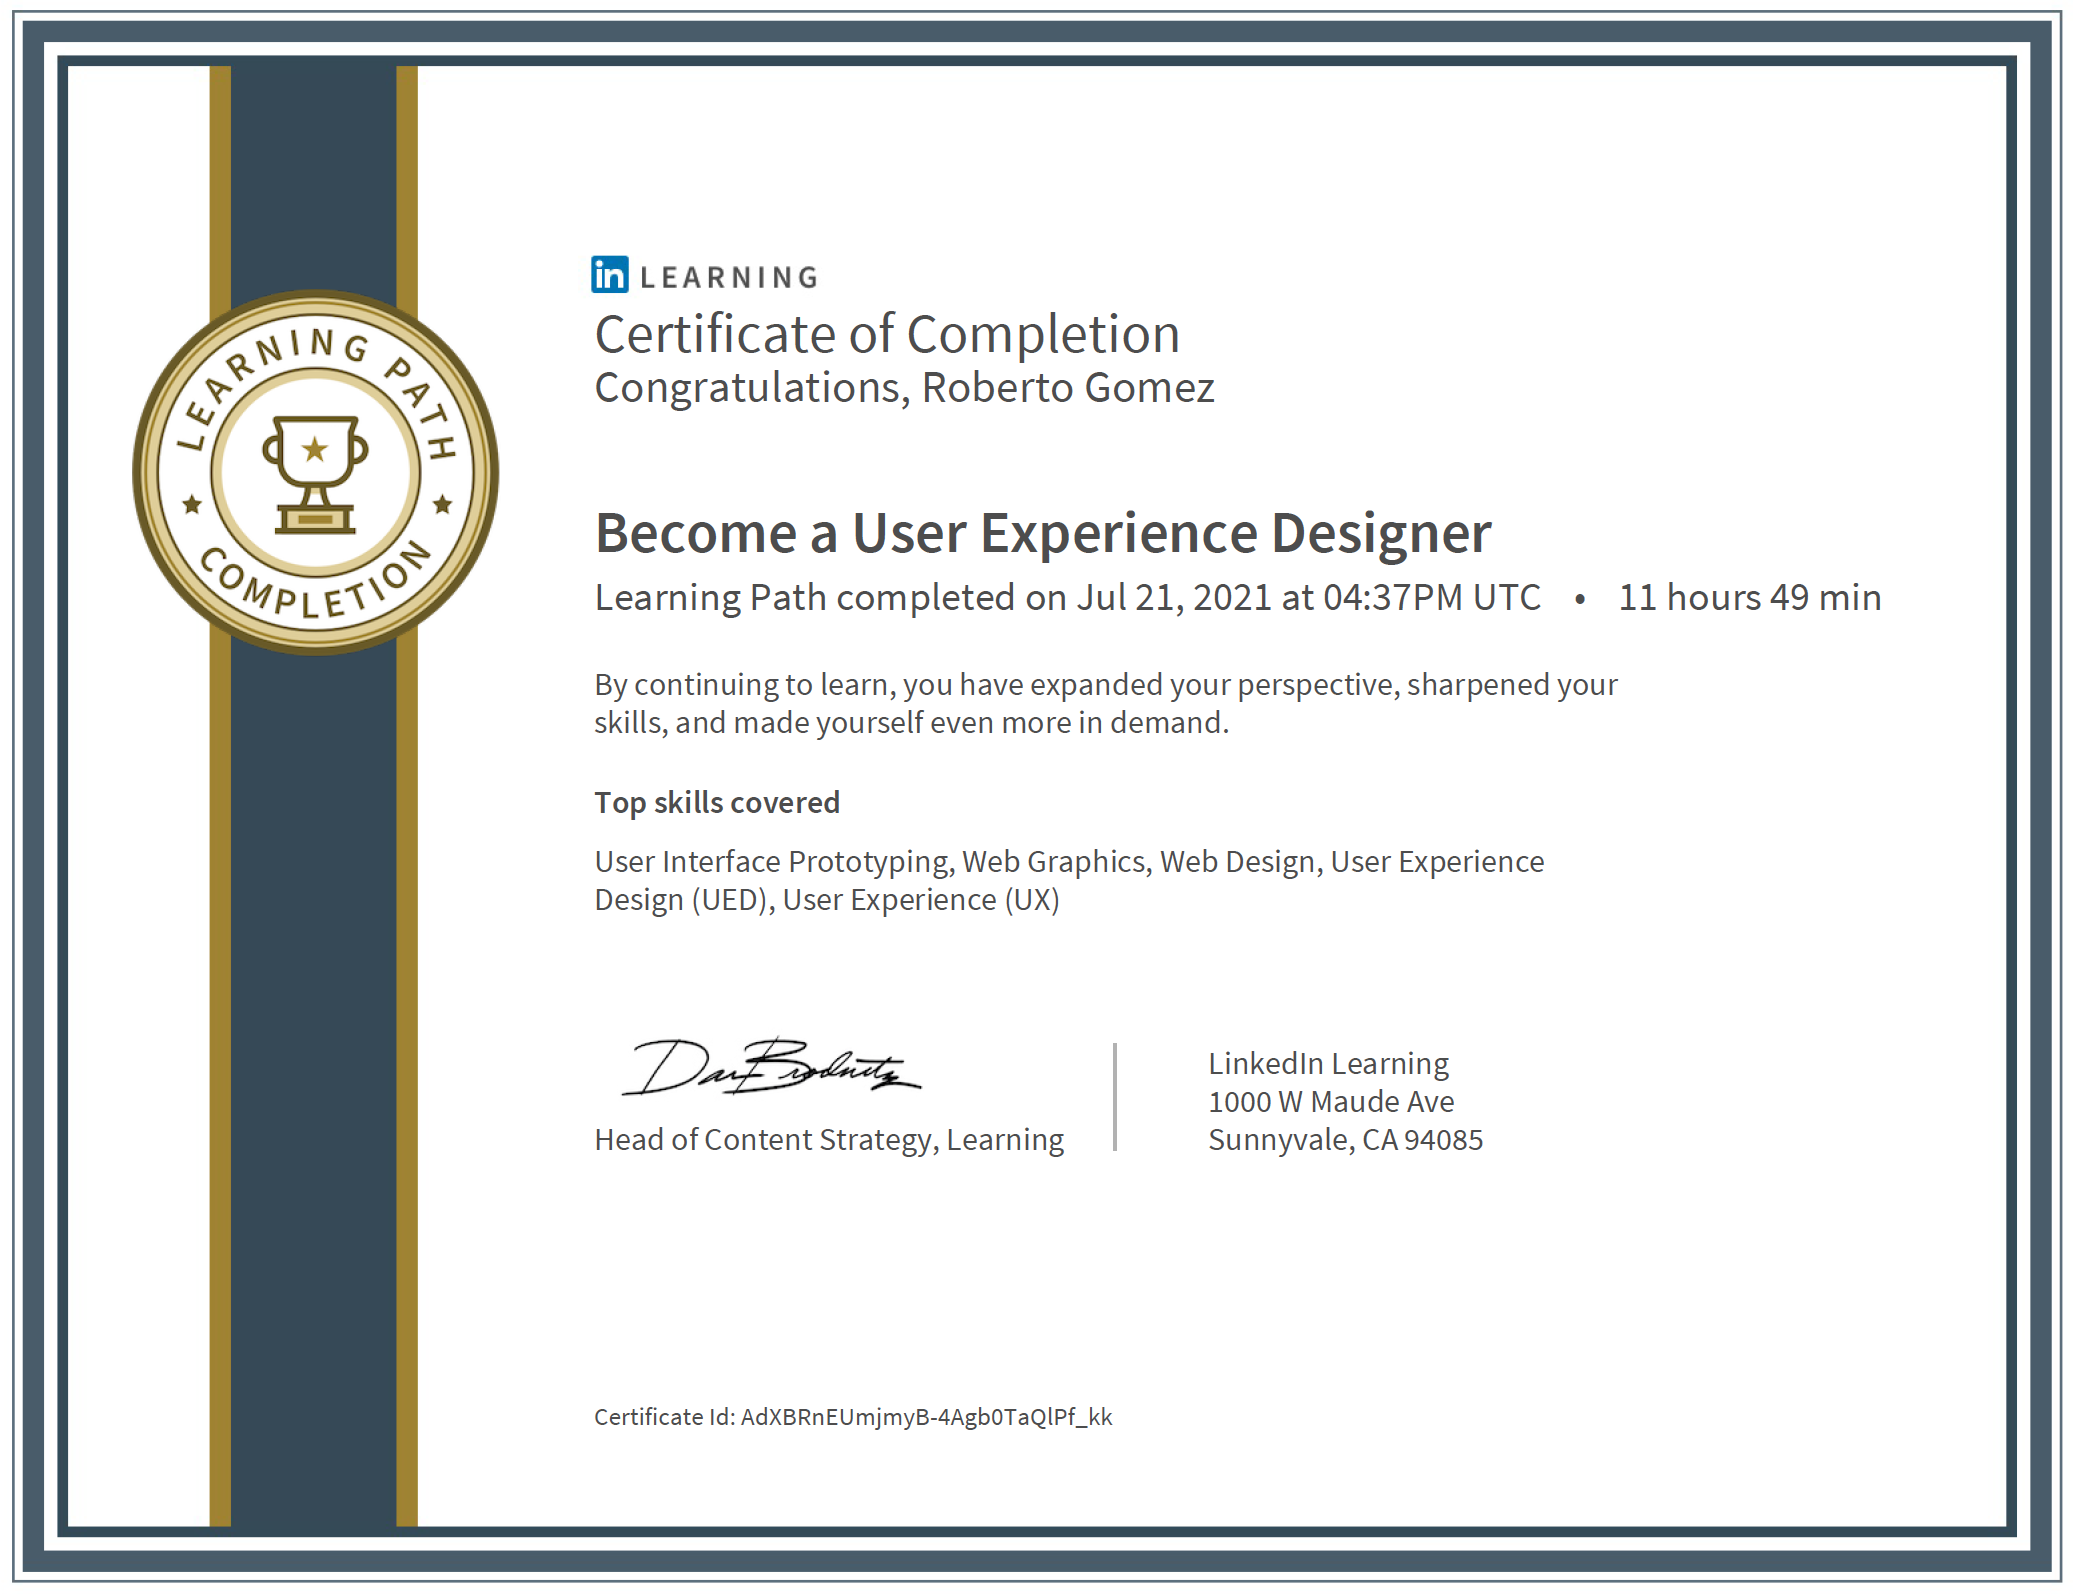 LEARNING PATH
COMPLETION
in LEARNING
Certificate of Completion
Congratulations, Roberto Gomez
Become a User Experience Designer
Learning Path completed on Jul 21, 2021 at 04:37PM UTC • 11 hours 49 min
By continuing to learn, you have expanded your perspective, sharpened your
skills, and made yourself even more in demand.
Top skills covered
User Interface Prototyping, Web Graphics, Web Design, User Experience
Design (UED), User Experience (UX)
Dan Brodnitz
Head of Content Strategy, Learning
LinkedIn Learning
1000 W Maude Ave
Sunnyvale, CA 94085
Certificate Id: AdXBRnEUmjmyB-4Agb0TaQlPf_kk